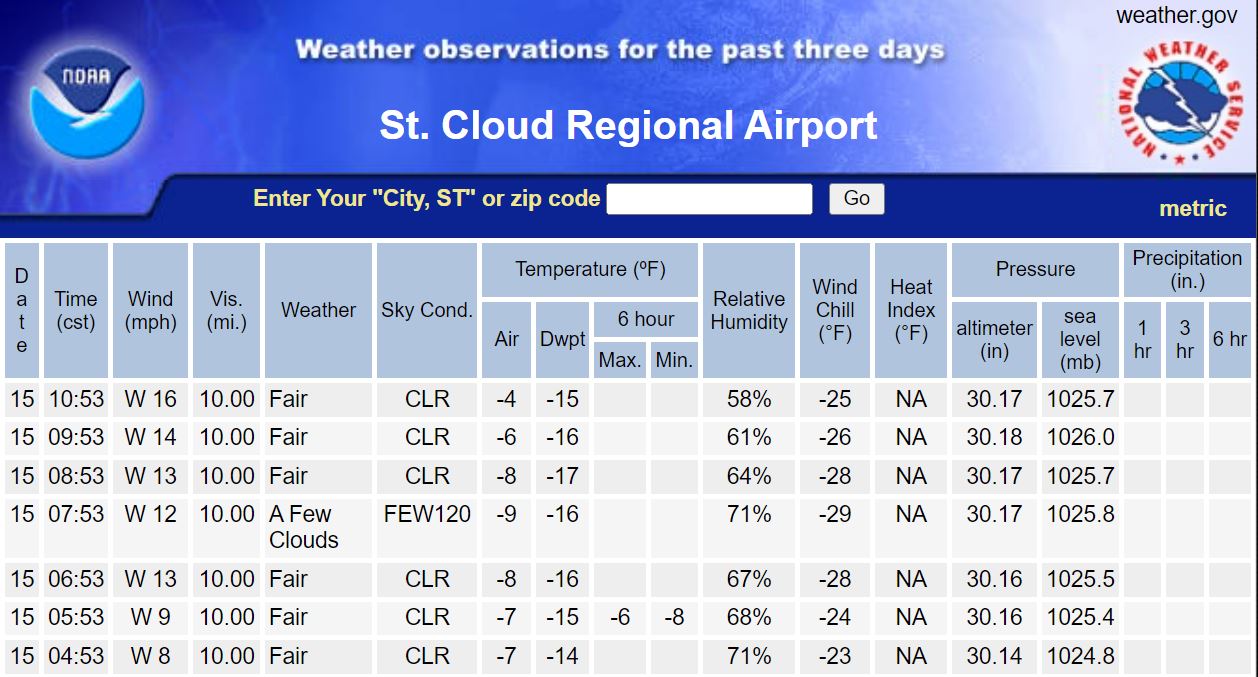 weather.gov
NOAA
Weather observations for the past three days
NATIONAL WEATHER SERVICE
St. Cloud Regional Airport
Enter Your "City, ST" or zip code Go
metric
Date Time (cst) Wind (mph) Vis. (mi.) Weather Sky Cond. Temperature (ºF) Relative Humidity Wind Chill (°F) Heat Index (°F) Pressure Precipitation (in.)
Air Dwpt 6 hour altimeter (in) sea level (mb) 1 hr 3 hr 6 hr
Max. Min.
15 10:53 W 16 10.00 Fair CLR -4 -15 58% -25 NA 30.17 1025.7
15 09:53 W 14 10.00 Fair CLR -6 -16 61% -26 NA 30.18 1026.0
15 08:53 W 13 10.00 Fair CLR -8 -17 64% -28 NA 30.17 1025.7
15 07:53 W 12 10.00 A Few Clouds FEW120 -9 -16 71% -29 NA 30.17 1025.8
15 06:53 W 13 10.00 Fair CLR -8 -16 67% -28 NA 30.16 1025.5
15 05:53 W 9 10.00 Fair CLR -7 -15 -6 -8 68% -24 NA 30.16 1025.4
15 04:53 W 8 10.00 Fair CLR -7 -14 71% -23 NA 30.14 1024.8